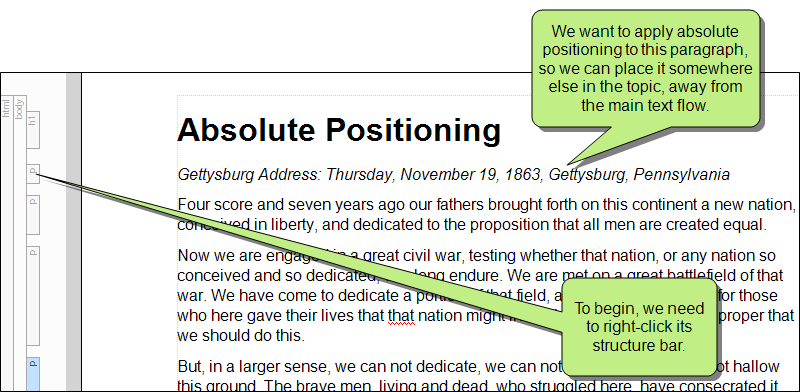 We want to apply absolute
positioning to this paragraph,
so we can place it somewhere
else in the topic, away from
the main text flow.
html
body
h1
p
p
p
p
Absolute Positioning
Gettysburg Address: Thursday, November 19, 1863, Gettysburg, Pennsylvania
Four score and seven years ago our fathers brought forth on this continent a new nation,
conceived in liberty, and dedicated to the proposition that all men are created equal.
Now we are engaged in a great civil war, testing whether that nation, or any nation so
conceived and so dedicated, long endure. We are met on a great battlefield of that
war. We have come to dedicate a portion of that field, a for those
who here gave their lives that that nation might proper that
we should do this.
To begin, we need
to right-click its
structure bar.
But, in a larger sense, we can not dedicate, we can not hallow
this ground. The brave men, living and dead, who struggled here, have consecrated it